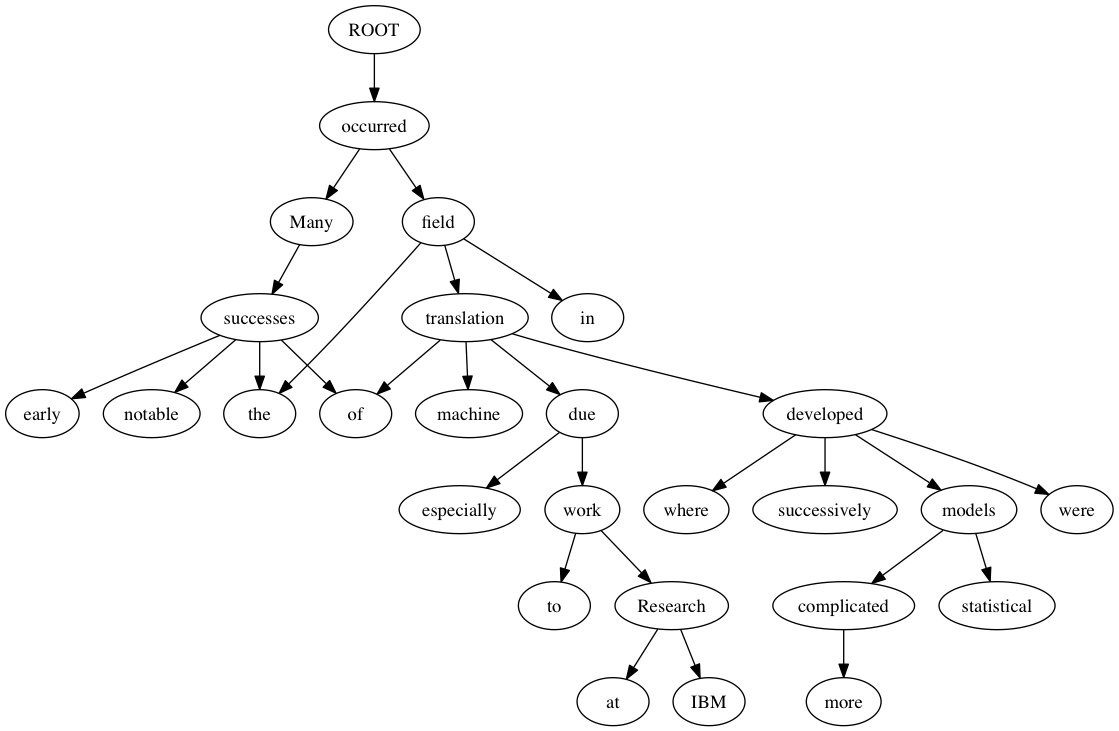 ROOT
occurred
Many
field
successes
translation
in
early
notable
the
of
machine
due
developed
especially
work
where
successively
models
were
to
Research
complicated
statistical
at
IBM
more